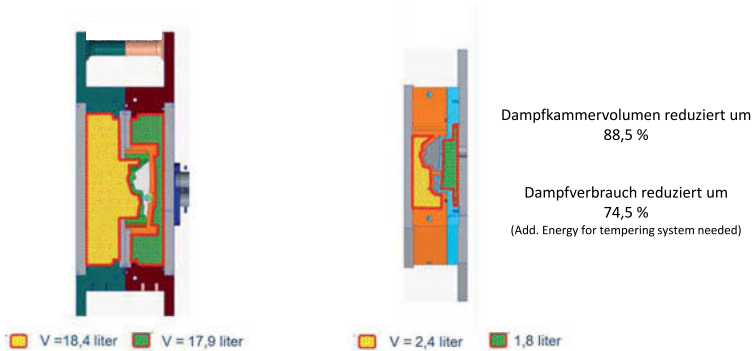 Dampfkammervolumen reduziert um
88,5 %
Dampfverbrauch reduziert um
74,5 %
(Add. Energy for tempering system needed)
V =18,4 liter V = 17,9 liter V = 2,4 liter 1,8 liter